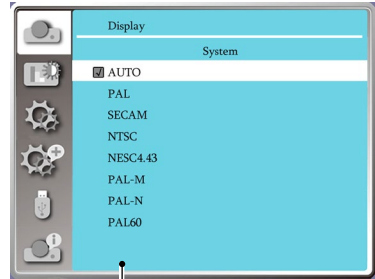 Display
System
AUTO
PAL
SECAM
NTSC
NESC4.43
PAL-M
PAL-N
PAL60